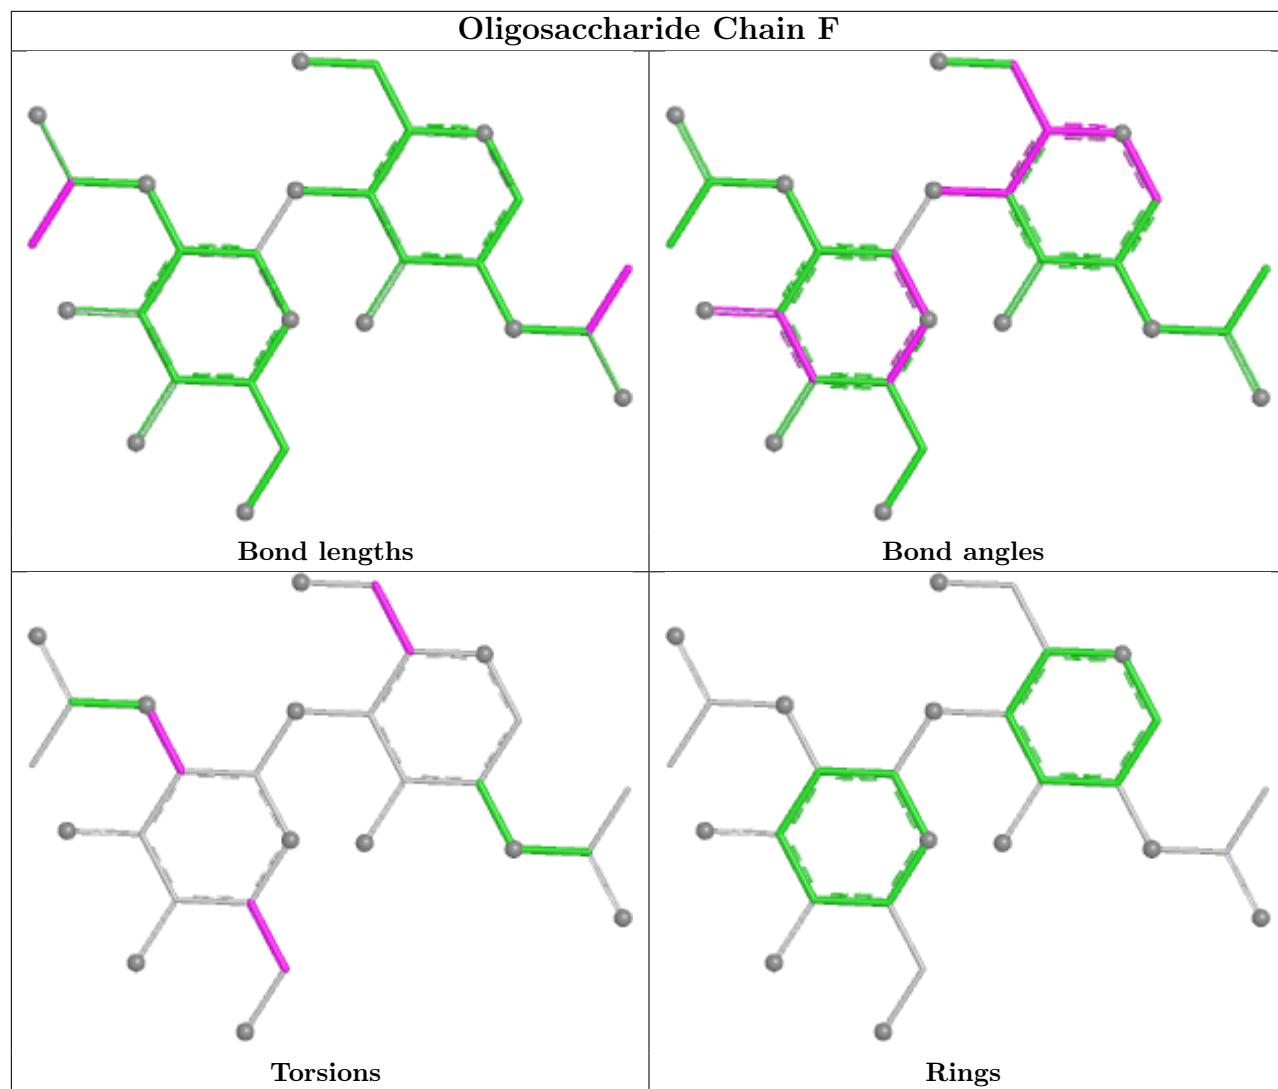 Oligosaccharide Chain F
Bond lengths
Bond angles
Torsions
Rings